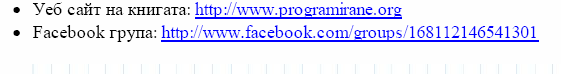 • Уеб сайт на книгата: http://www.programirane.org
• Facebook група: http://www.facebook.com/groups/168112146541301